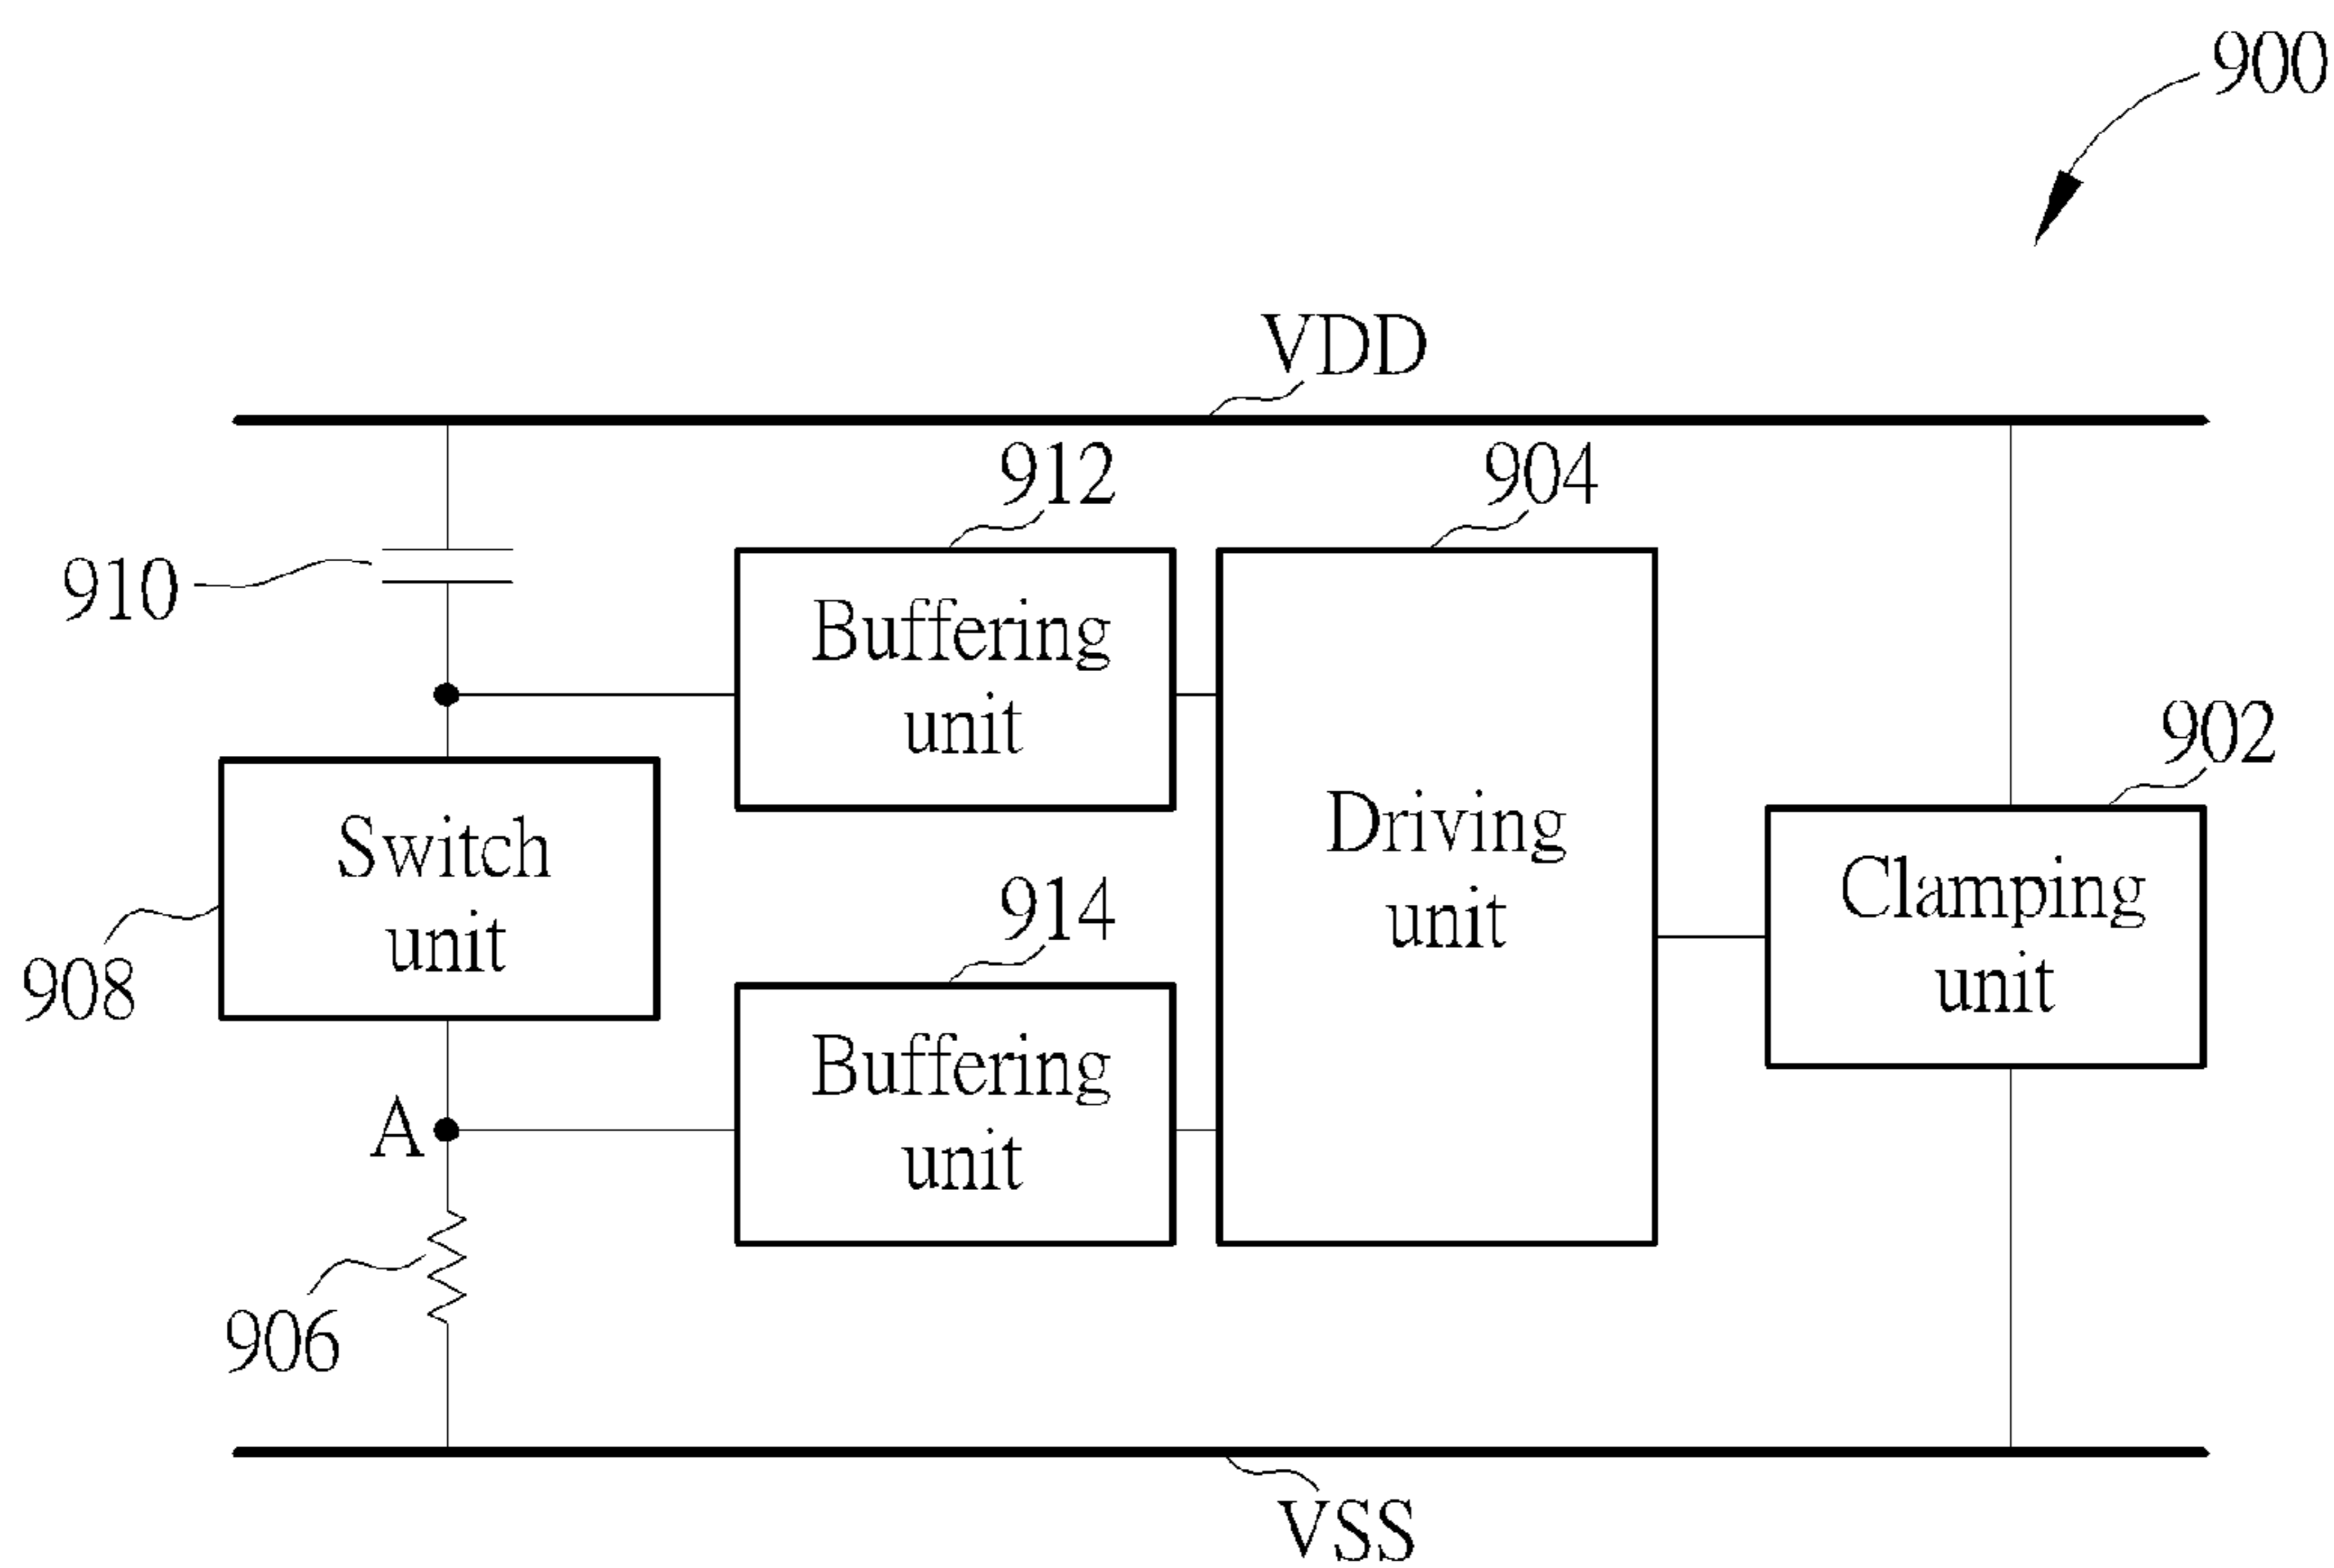 900
VDD
912
904
910
Buffering
unit
902
Switch
unit
Driving
unit
914
Clamping
unit
908
Buffering
unit
A
906
VSS